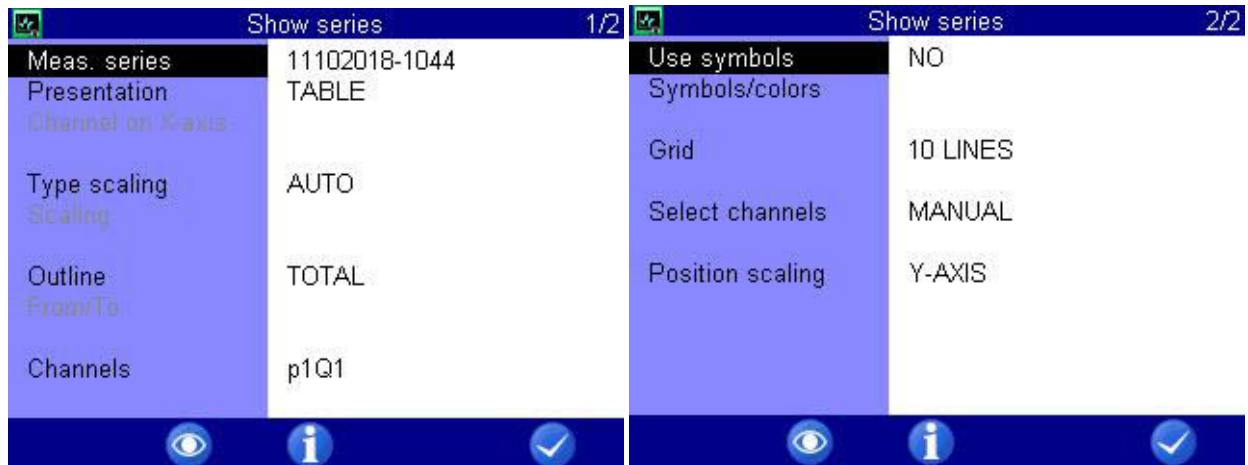 Show series 1/2
Meas. series 11102018-1044
Presentation TABLE
Channel on X-axis
Type scaling AUTO
Scaling
Outline TOTAL
From/To
Channels p1Q1
Show series 2/2
Use symbols NO
Symbols/colors
Grid 10 LINES
Select channels MANUAL
Position scaling Y-AXIS